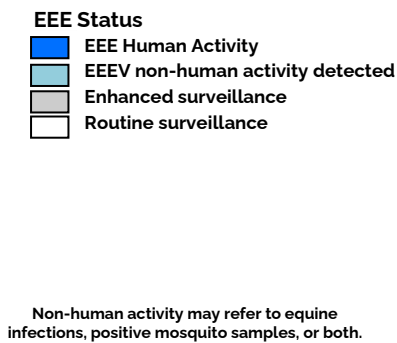 EEE Status
EEE Human Activity
EEEV non-human activity detected
Enhanced surveillance
Routine surveillance
Non-human activity may refer to equine
infections, positive mosquito samples, or both.